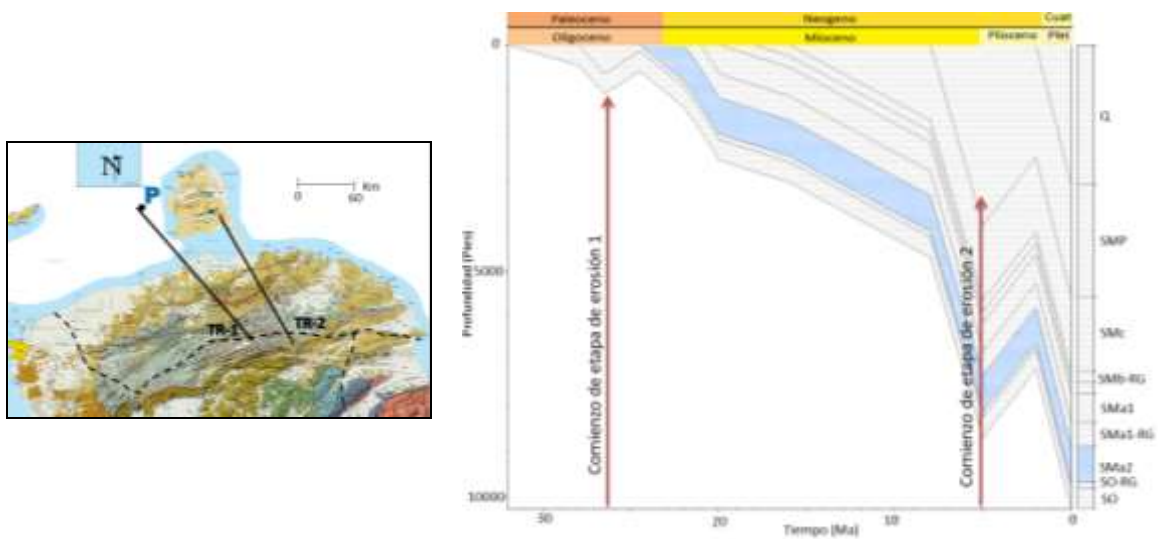 N
P
Km
0 60
TR-1
TR-2
Paleoceno Neogeno Cuat
Oligoceno Mioceno Plioceno Plei
0
5000
10000
Profundidad (Pies)
Comienzo de etapa de erosión 1
Comienzo de etapa de erosión 2
Q
SMP
SMc
SMb-RG
SMa1
SMa1-RG
SMa2
SO-RG
SO
30 20 10 0
Tiempo (Ma)